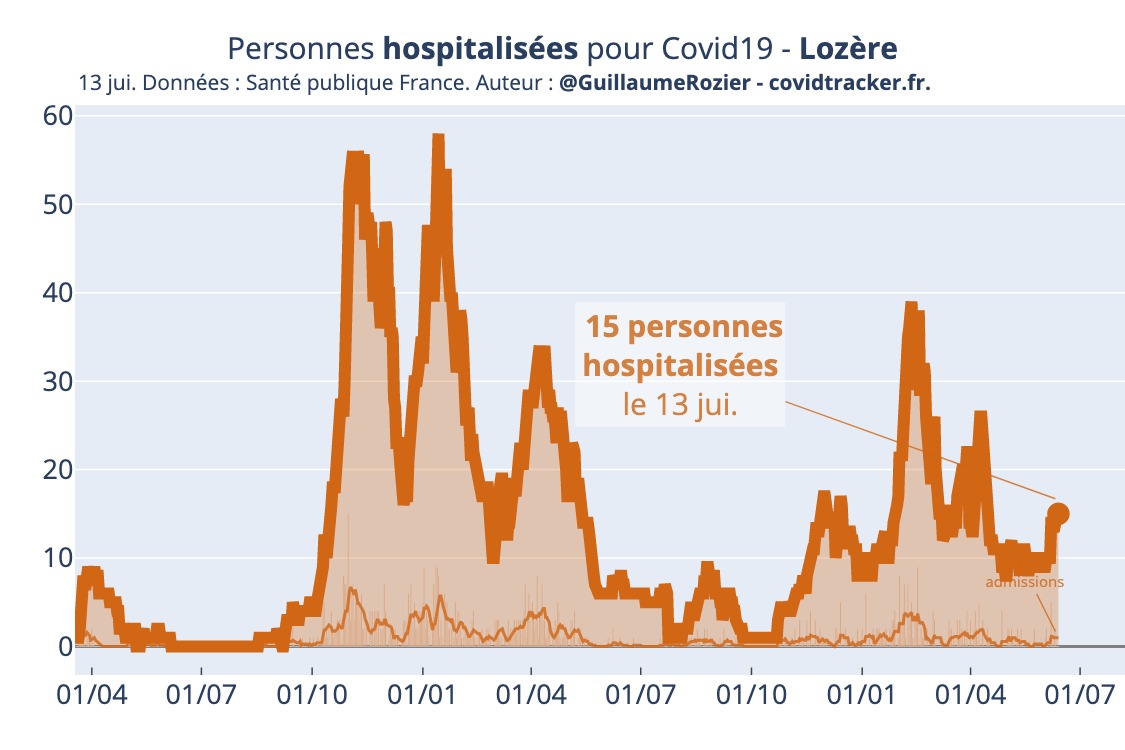 Personnes hospitalisées pour Covid19 - Lozère
13 jui. Données : Santé publique France. Auteur : @GuillaumeRozier - covidtracker.fr.
60
50
40
30
20
10
0
15 personnes
hospitalisées
le 13 jui.
admissions
01/04 01/07 01/10 01/01 01/04 01/07 01/10 01/01 01/04 01/07